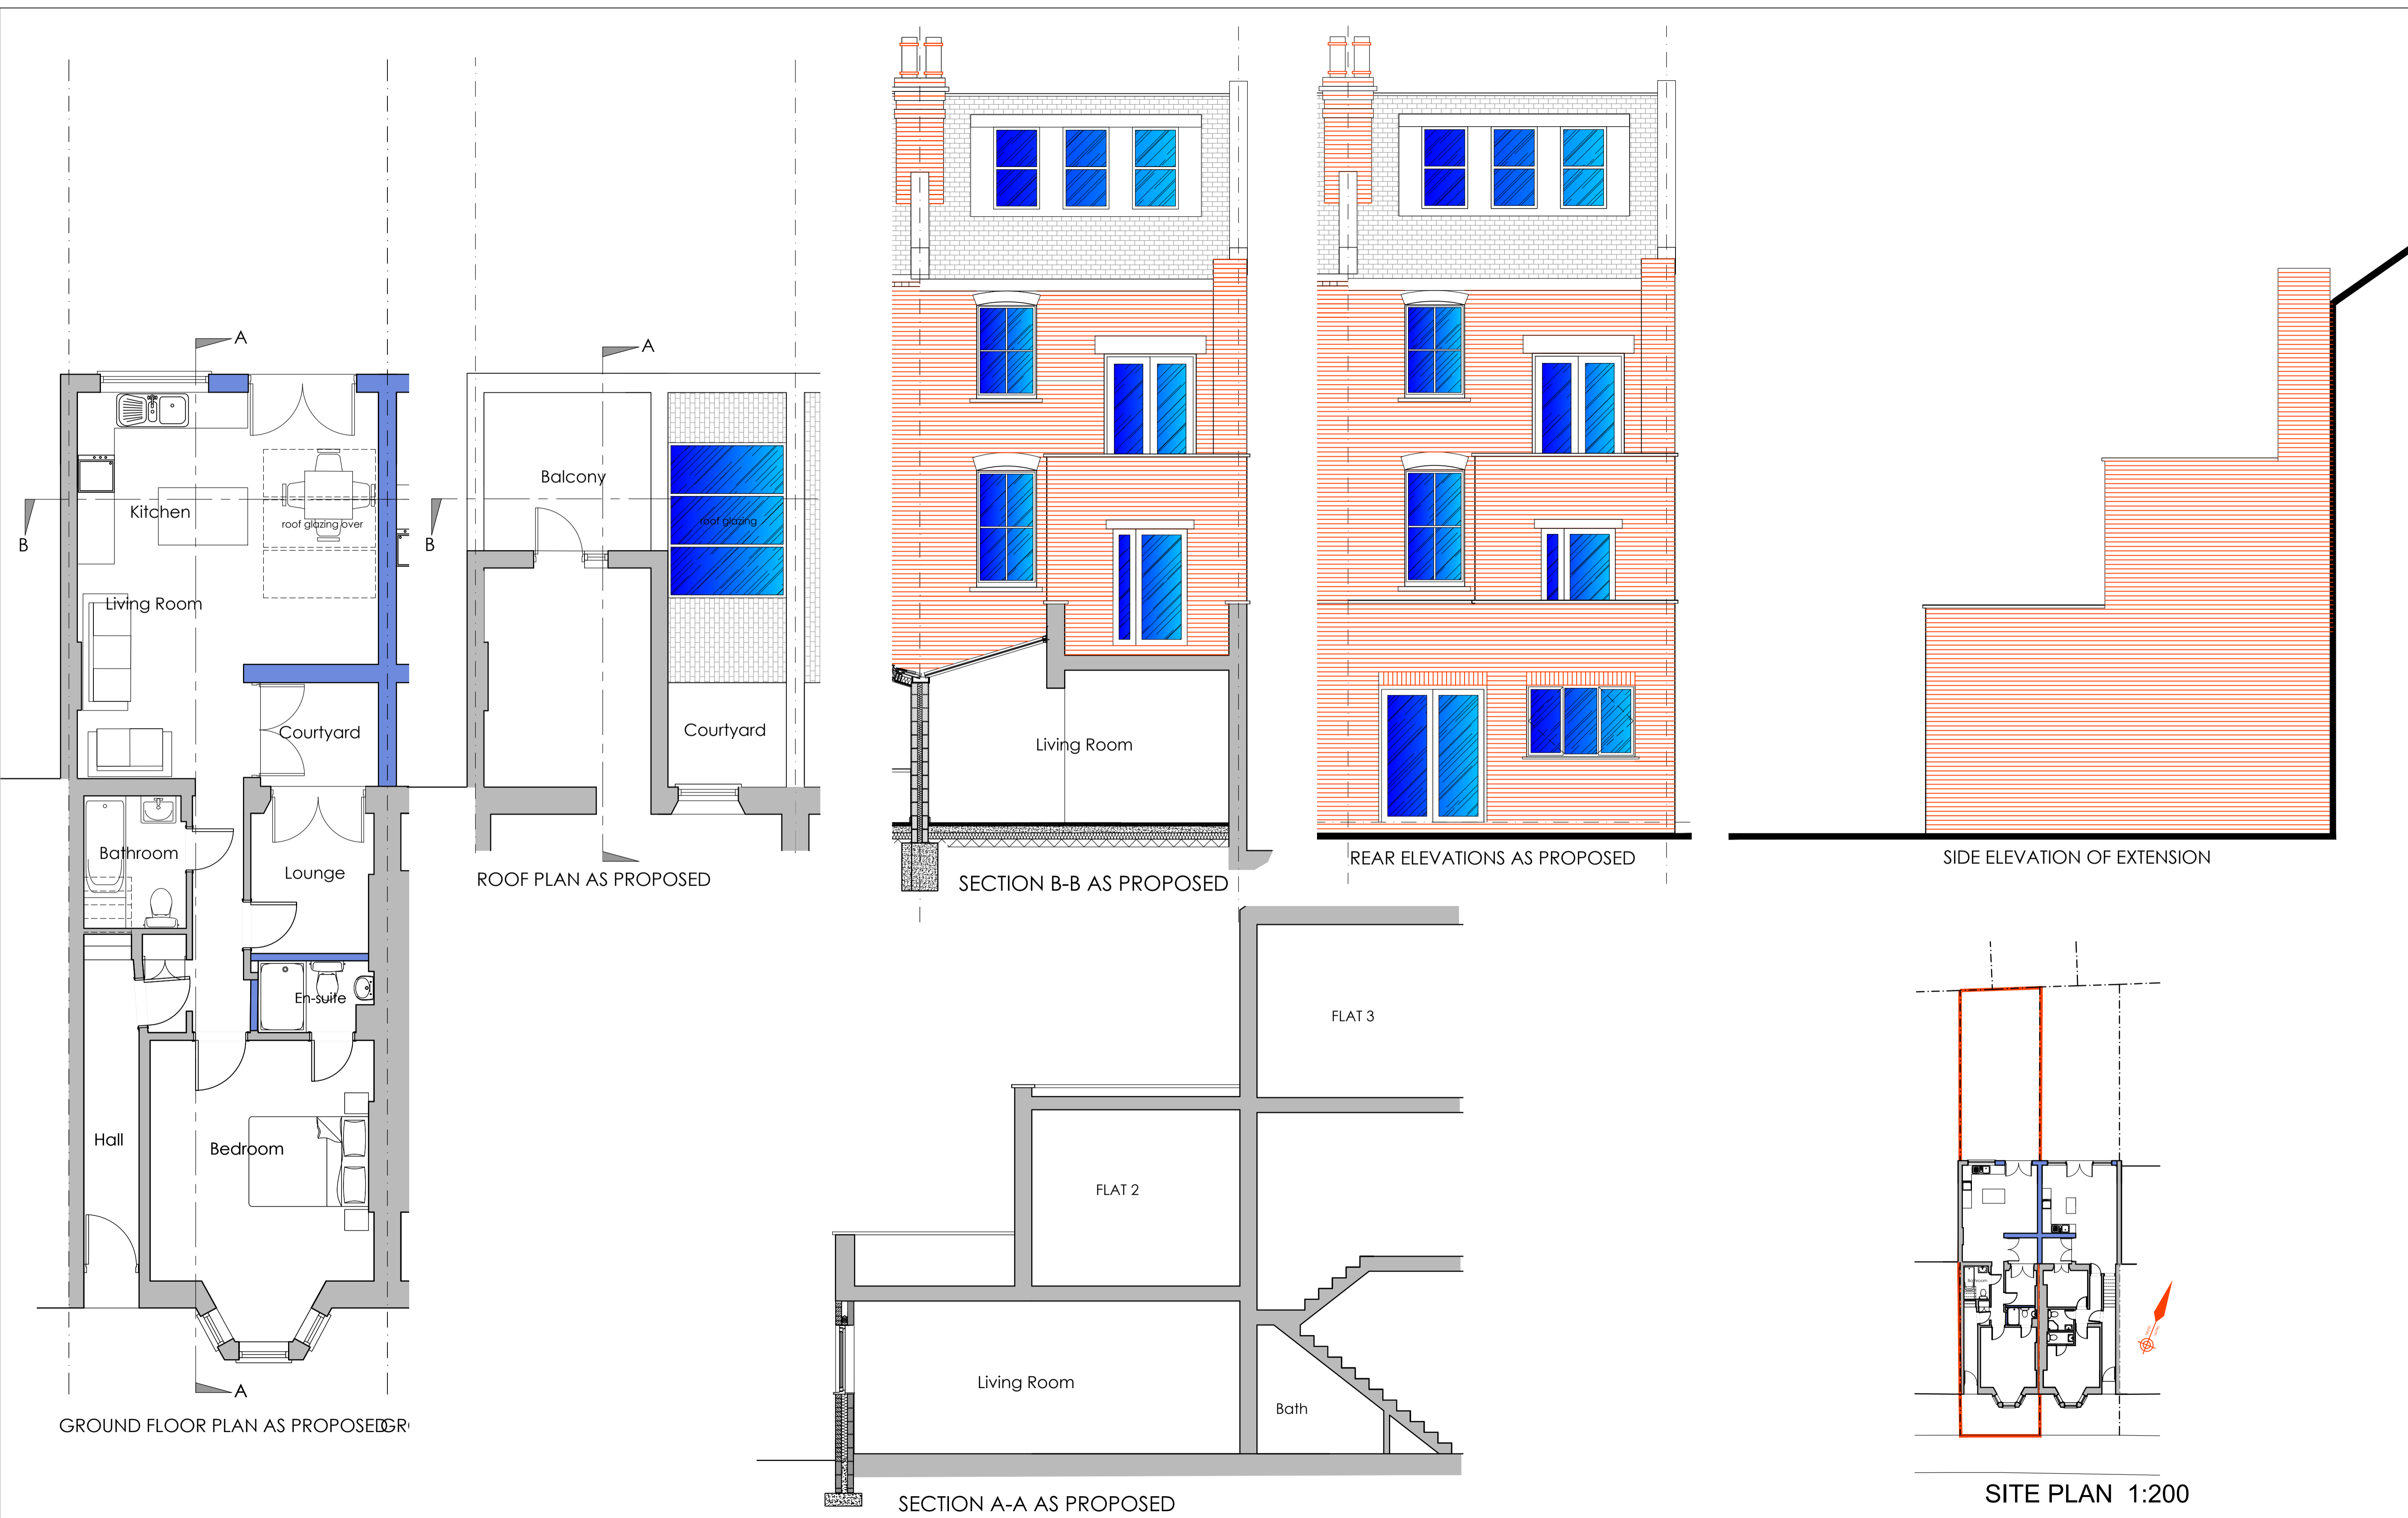 A
A
Balcony
Kitchen
roof glazing over
roof glazing
B
B
Living Room
Courtyard
Courtyard
Living Room
Bathroom
Lounge
ROOF PLAN AS PROPOSED
SECTION B-B AS PROPOSED
REAR ELEVATIONS AS PROPOSED
SIDE ELEVATION OF EXTENSION
En-suite
Hall
Bedroom
A
GROUND FLOOR PLAN AS PROPOSED
GR
FLAT 3
FLAT 2
Living Room
Bath
SECTION A-A AS PROPOSED
Bathroom
SITE PLAN 1:200